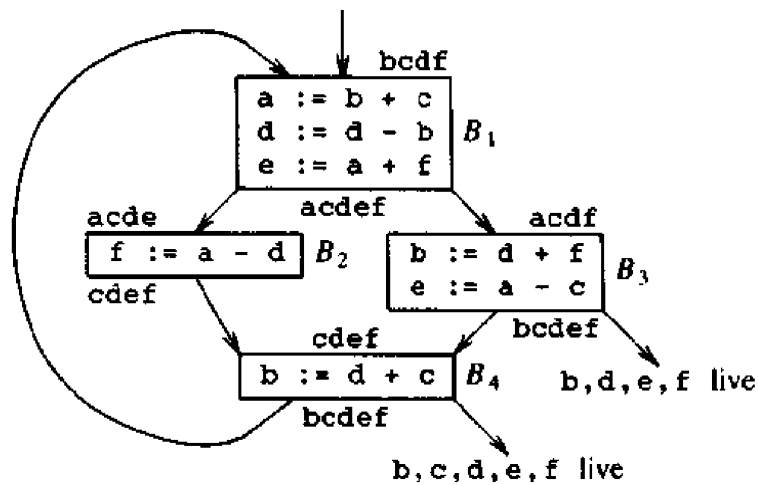 bcdf
a := b + c
d := d - b
e := a + f
B1
acdef
acde
f := a - d
B2
cdef
acdf
b := d + f
e := a - c
B3
bcdef
cdef
b := d + c
B4
bcdef
b, d, e, f live
b, c, d, e, f live